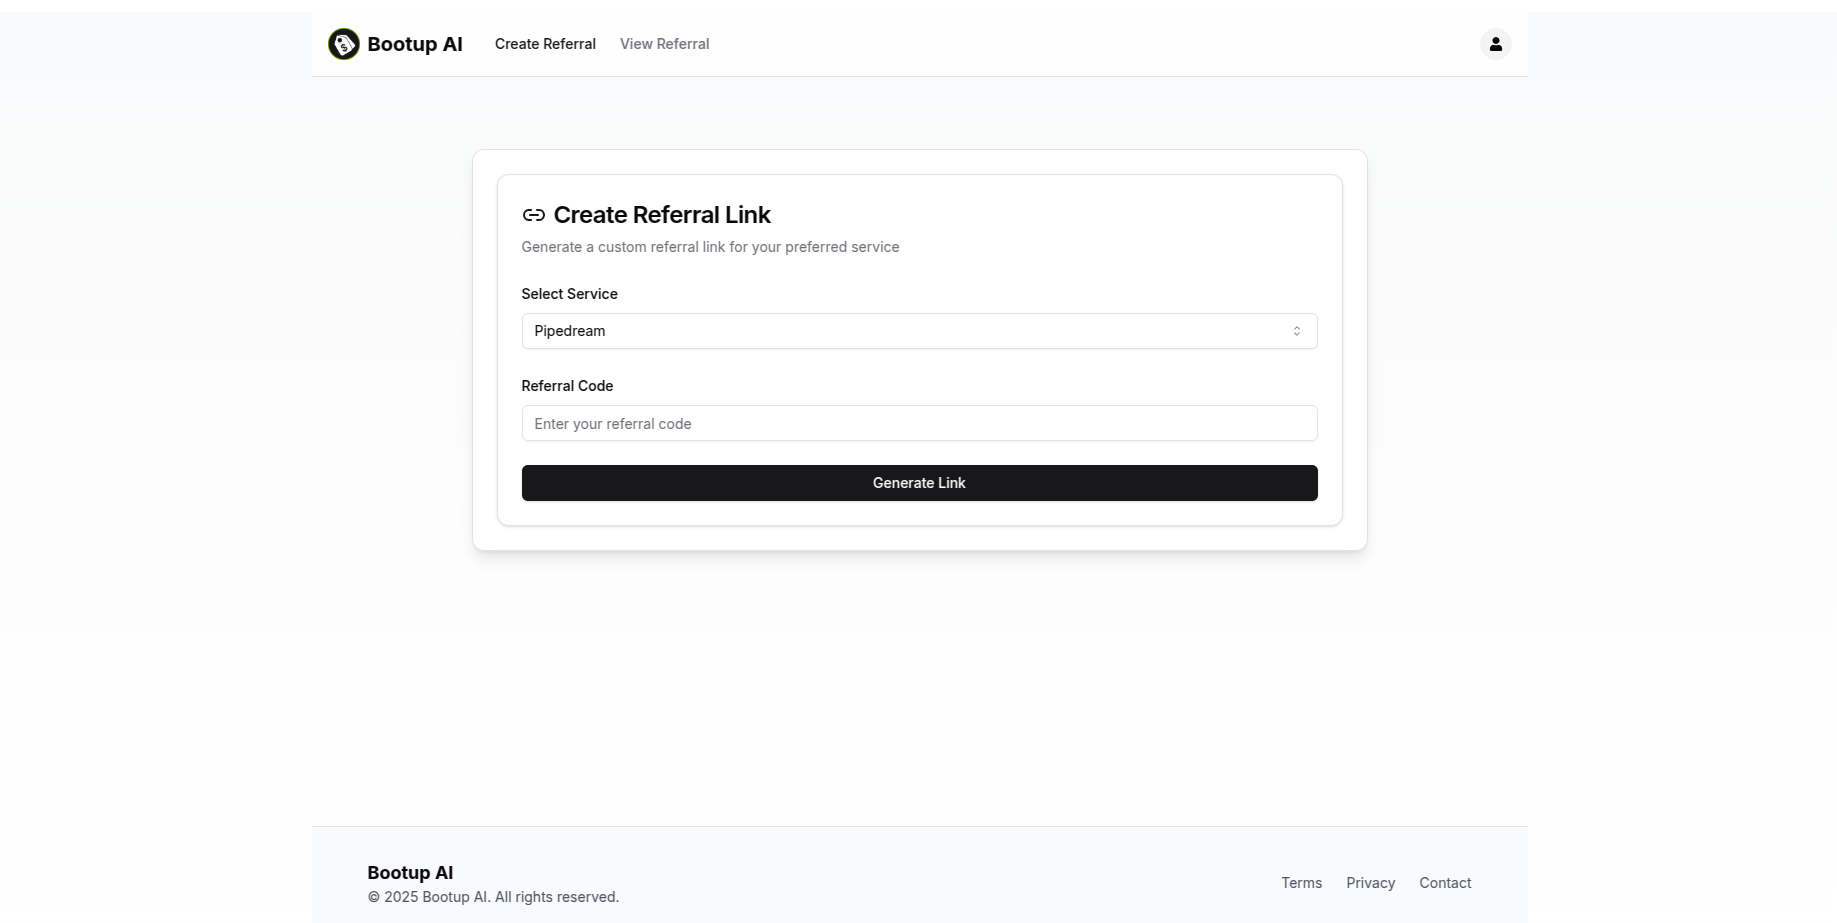 Bootup AI
Create Referral
View Referral
Create Referral Link
Generate a custom referral link for your preferred service
Select Service
Pipedream
Referral Code
Enter your referral code
Generate Link
Bootup AI
© 2025 Bootup AI. All rights reserved.
Terms
Privacy
Contact